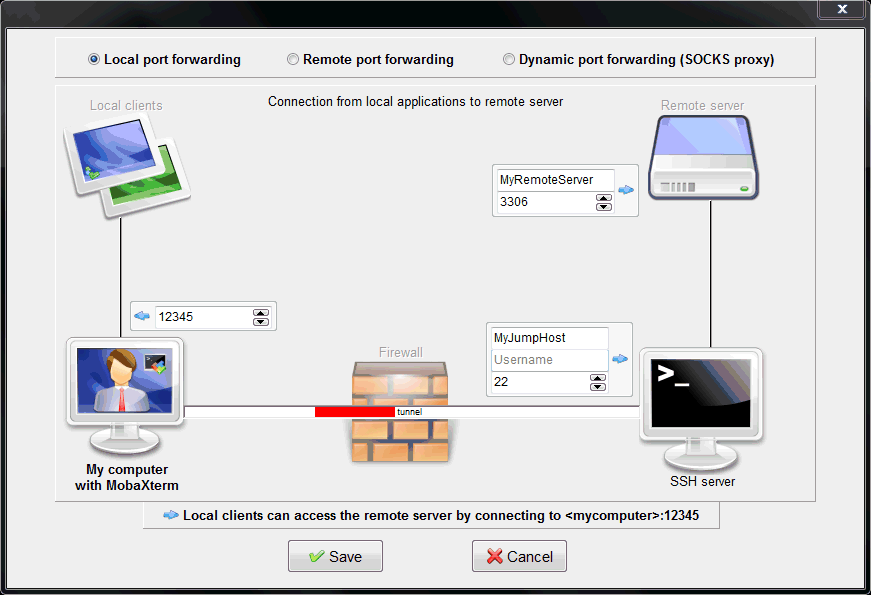 Local port forwarding
Remote port forwarding
Dynamic port forwarding (SOCKS proxy)
Local clients
Connection from local applications to remote server
Remote server
MyRemoteServer
3306
12345
MyJumpHost
Username
22
Firewall
>_
tunnel
My computer
with MobaXterm
SSH server
Local clients can access the remote server by connecting to <mycomputer>:12345
Save
Cancel